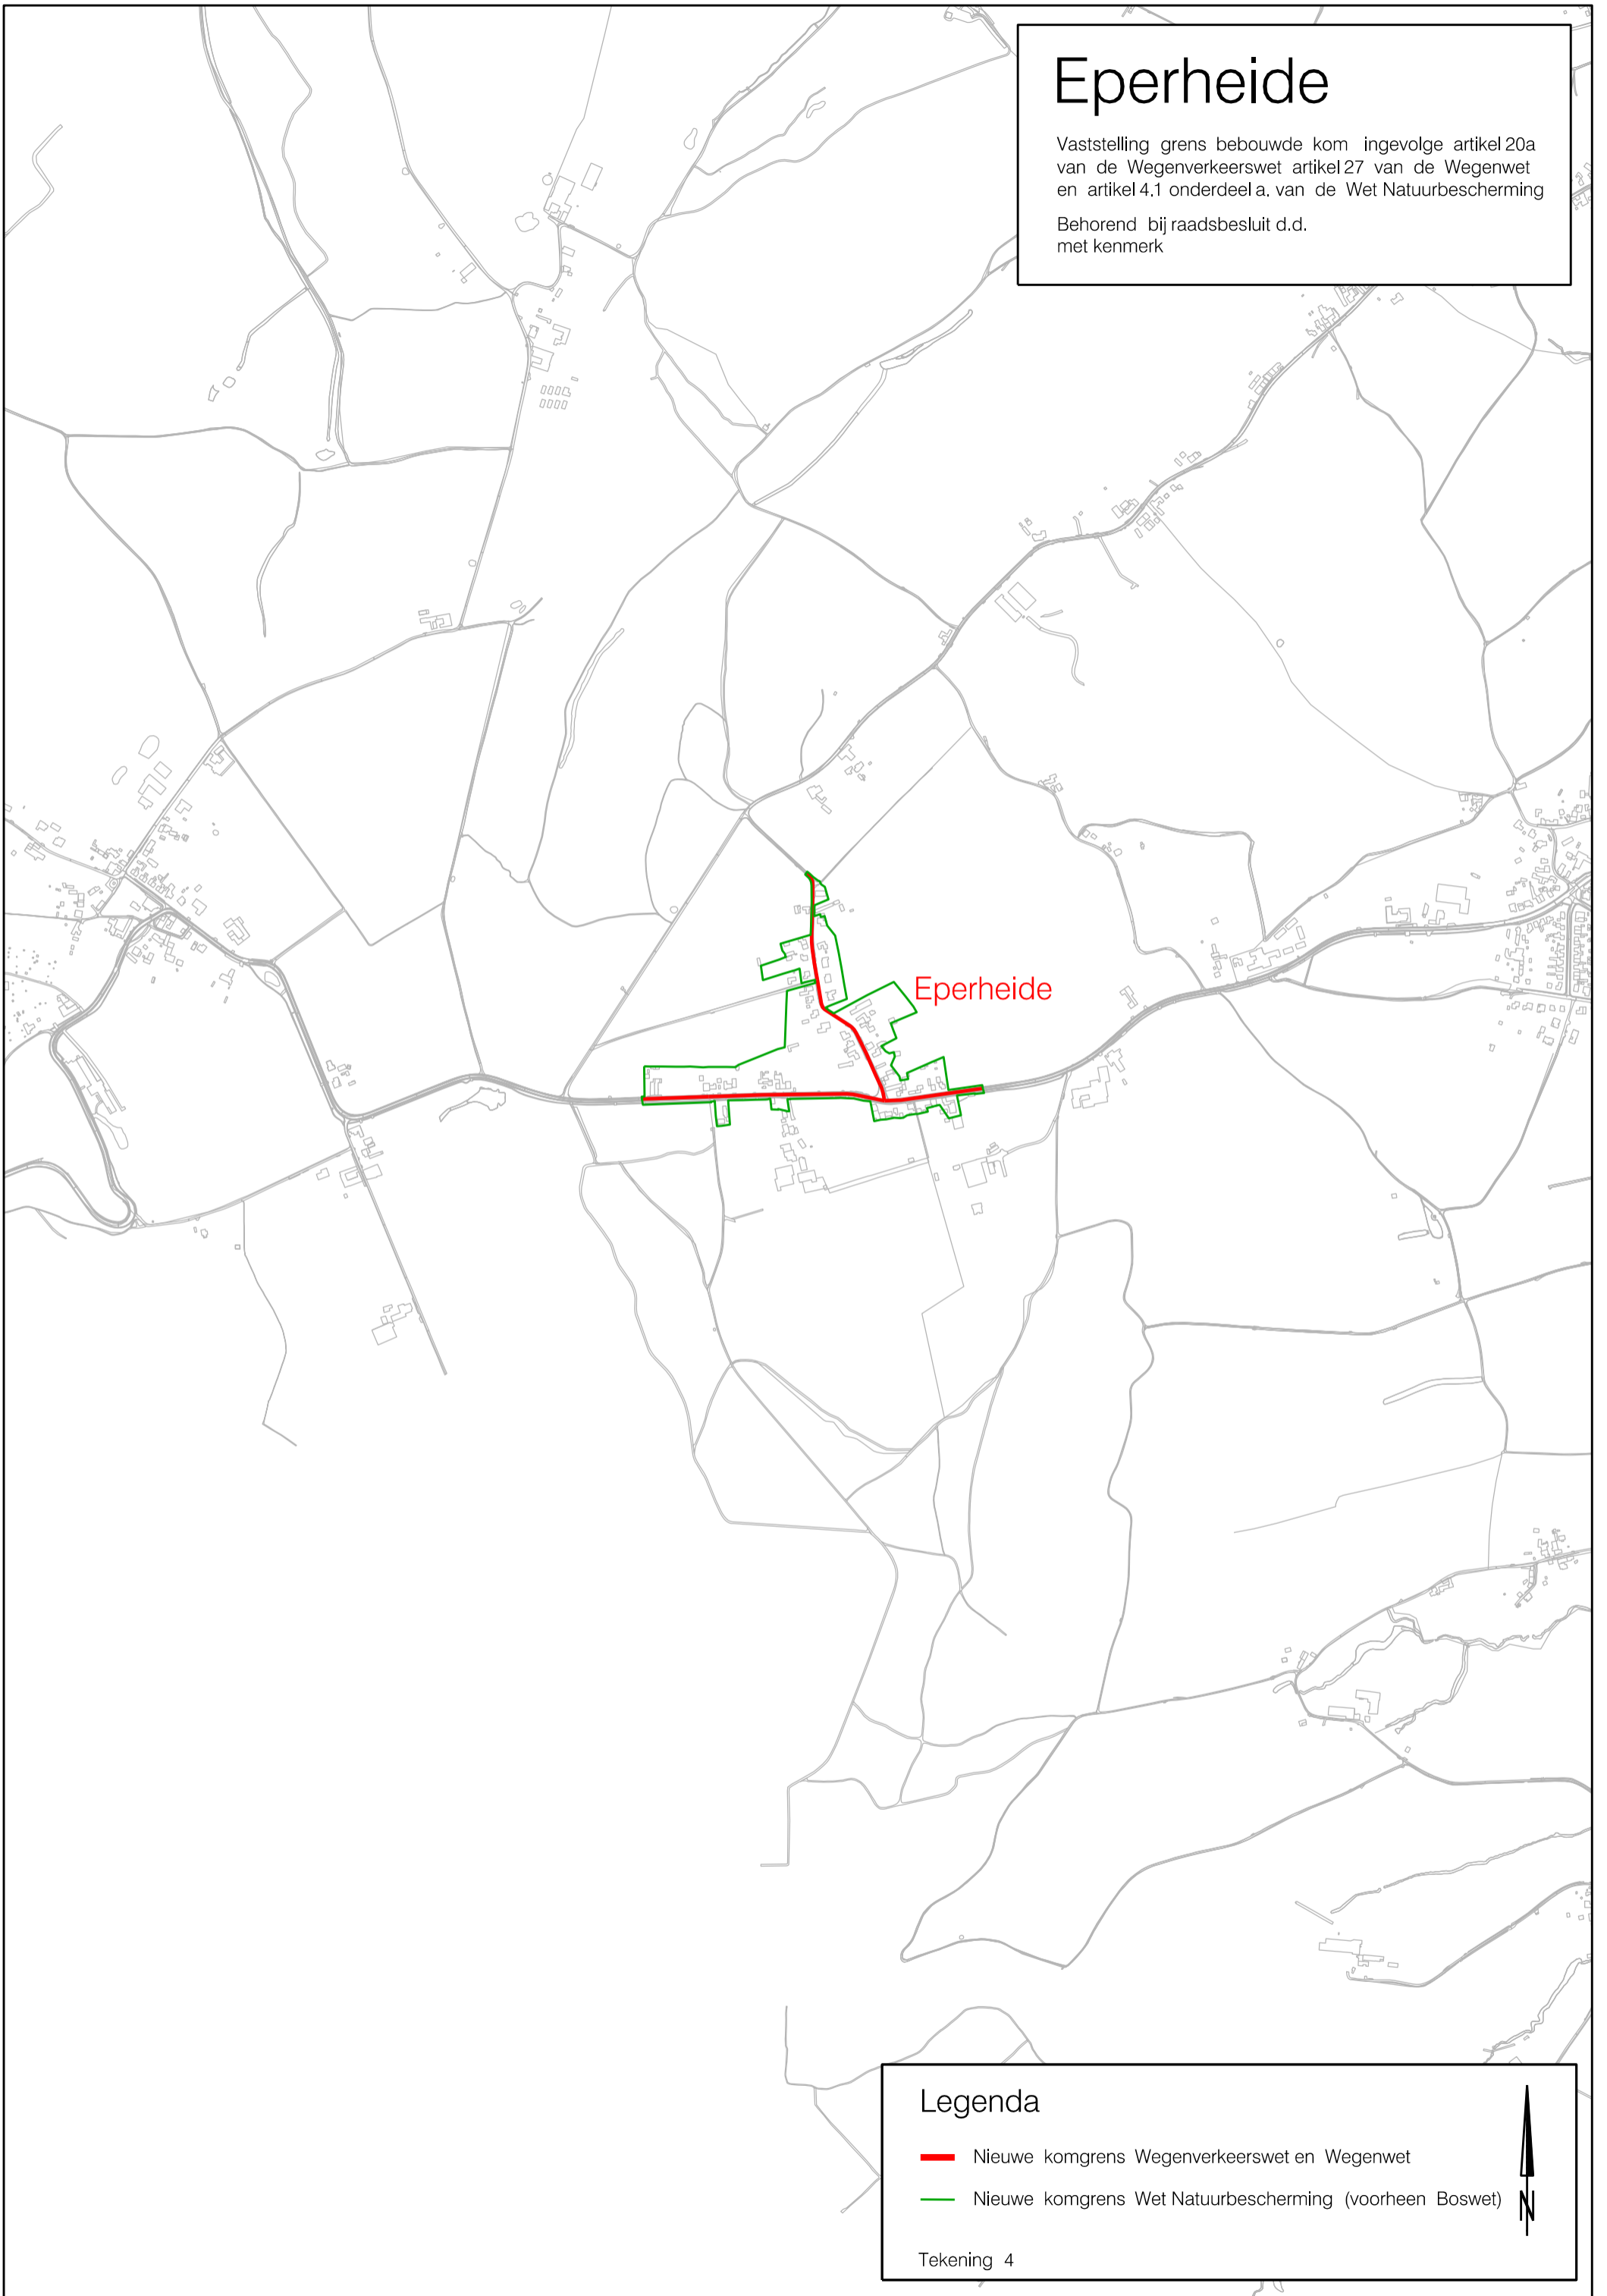 Eperheide
Vaststelling grens bebouwde kom ingevolge artikel 20a
van de Wegenverkeerswet artikel 27 van de Wegenwet
en artikel 4.1 onderdeel a. van de Wet Natuurbescherming
Behorend bij raadsbesluit d.d.
met kenmerk
Eperheide
Legenda
Nieuwe komgrens Wegenverkeerswet en Wegenwet
Nieuwe komgrens Wet Natuurbescherming (voorheen Boswet)
N
Tekening 4